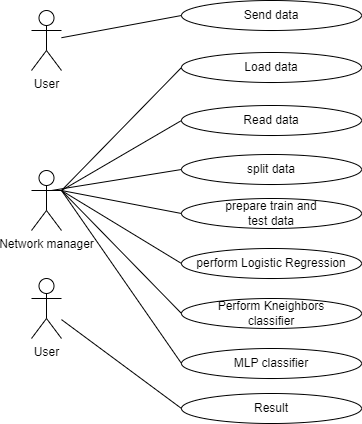 Send data
User
Load data
Read data
split data
prepare train and
test data
Network manager
perform Logistic Regression
Perform Kneighbors
classifier
User
MLP classifier
Result